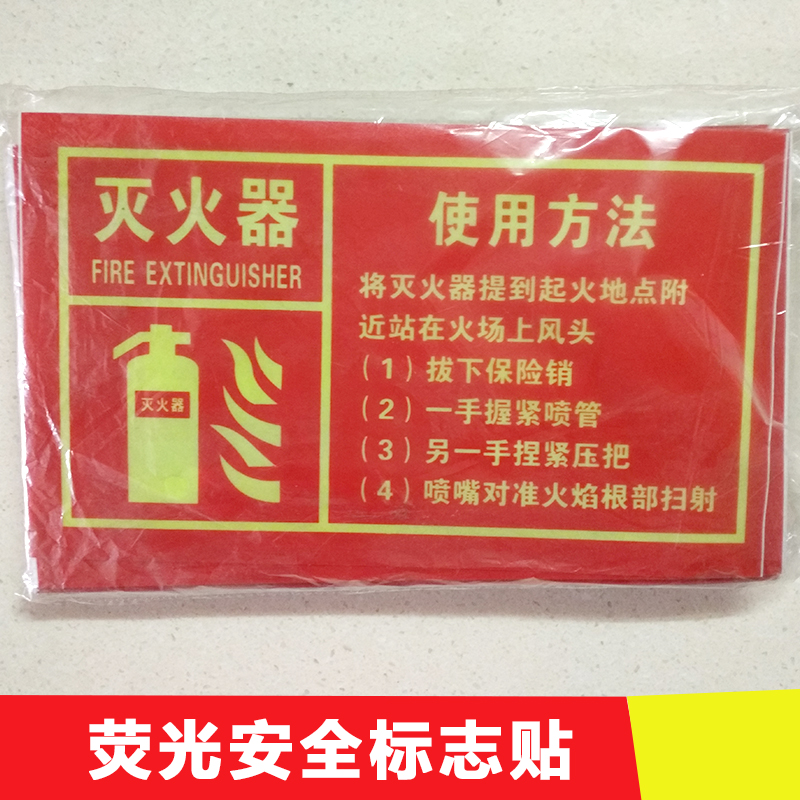 灭火器
FIRE EXTINGUISHER
灭火器
使用方法
将灭火器提到起火地点附
近站在火场上风头
(1) 拔下保险销
(2) 一手握紧喷管
(3) 另一手捏紧压把
(4) 喷嘴对准火焰根部扫射
荧光安全标志贴